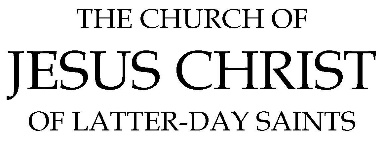 THE CHURCH OF
JESUS CHRIST
OF LATTER-DAY SAINTS